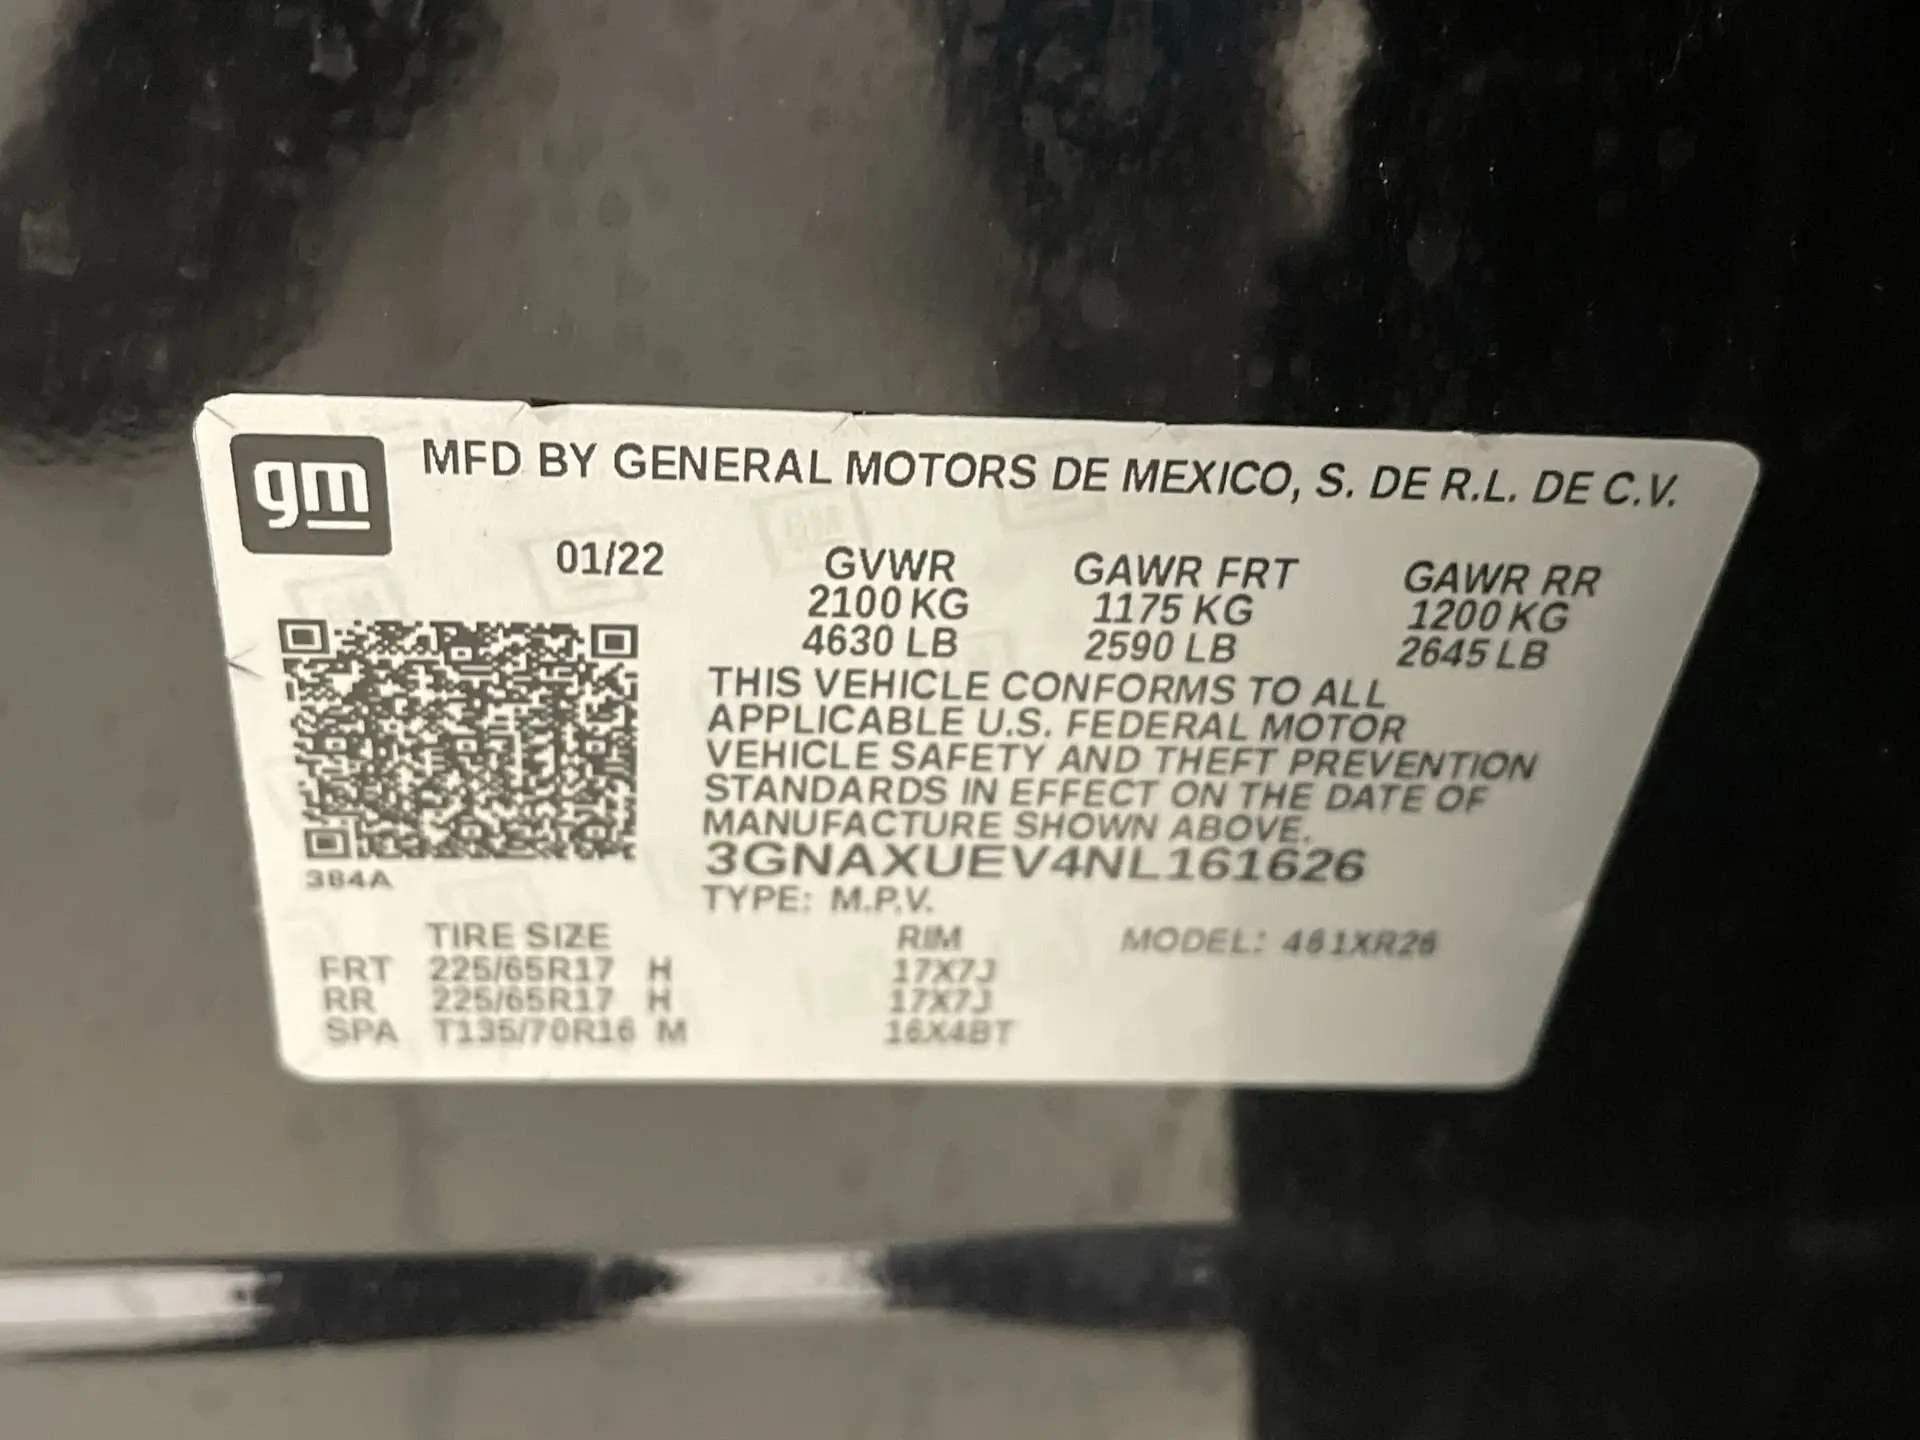 gm
MFD BY GENERAL MOTORS DE MEXICO, S. DE R.L. DE C.V.
01/22 GVWR GAWR FRT GAWR RR
2100 KG 1175 KG 1200 KG
4630 LB 2590 LB 2645 LB
THIS VEHICLE CONFORMS TO ALL
APPLICABLE U.S. FEDERAL MOTOR
VEHICLE SAFETY AND THEFT PREVENTION
STANDARDS IN EFFECT ON THE DATE OF
MANUFACTURE SHOWN ABOVE.
3GNAXUEV4NL161626
384A
TYPE: M.P.V.
TIRE SIZE RIM MODEL: 461XR26
FRT 225/65R17 H 17X7J
RR 225/65R17 H 17X7J
SPA T135/70R16 M 16X4BT